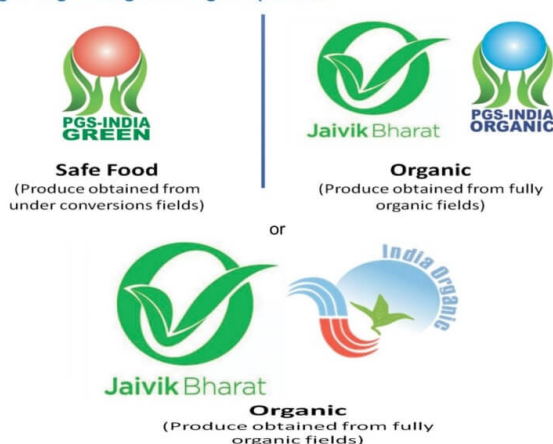 PGS-INDIA
GREEN
Safe Food
(Produce obtained from
under conversions fields)
Jaivik Bharat
PGS-INDIA
ORGANIC
Organic
(Produce obtained from fully
organic fields)
or
Jaivik Bharat
India Organic
Organic
(Produce obtained from fully
organic fields)